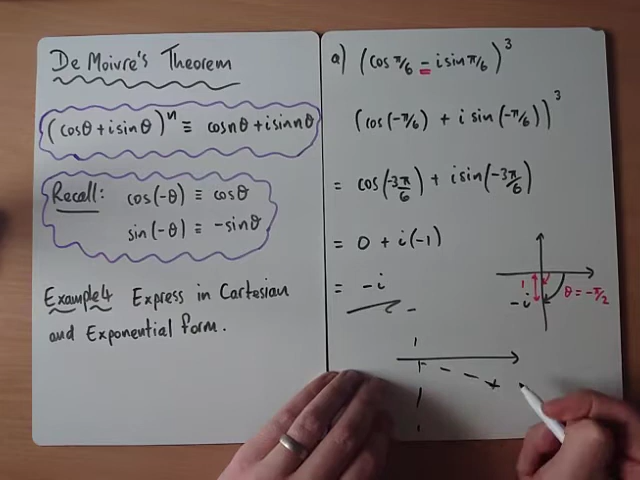 De Moivre's Theorem
(cosθ + isinθ)ⁿ ≡ cosnθ + isinnθ
Recall: cos(-θ) ≡ cosθ
sin(-θ) ≡ -sinθ
Example 4 Express in Cartesian
and Exponential form.
a) (cos π/6 - isin π/6)³
(cos(-π/6) + i sin(-π/6))³
= cos(-3π/6) + isin(-3π/6)
= 0 + i(-1)
= -i
1
-i
θ = -π/2